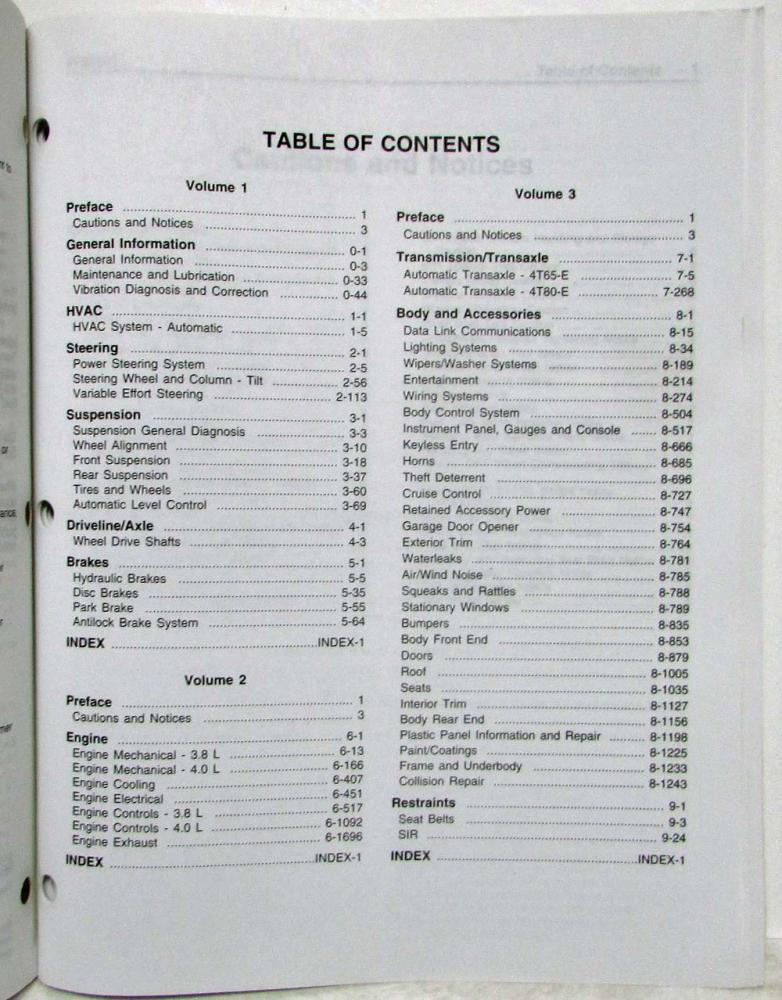 TABLE OF CONTENTS
Volume 1
Preface 1
Cautions and Notices 3
General Information 0-1
General Information 0-3
Maintenance and Lubrication 0-33
Vibration Diagnosis and Correction 0-44
HVAC 1-1
HVAC System - Automatic 1-5
Steering 2-1
Power Steering System 2-5
Steering Wheel and Column - Tilt 2-56
Variable Effort Steering 2-113
Suspension 3-1
Suspension General Diagnosis 3-3
Wheel Alignment 3-10
Front Suspension 3-18
Rear Suspension 3-37
Tires and Wheels 3-60
Automatic Level Control 3-69
Driveline/Axle 4-1
Wheel Drive Shafts 4-3
Brakes 5-1
Hydraulic Brakes 5-5
Disc Brakes 5-35
Park Brake 5-55
Antilock Brake System 5-64
INDEX INDEX-1
Volume 2
Preface 1
Cautions and Notices 3
Engine 6-1
Engine Mechanical - 3.8 L 6-13
Engine Mechanical - 4.0 L 6-166
Engine Cooling 6-407
Engine Electrical 6-451
Engine Controls - 3.8 L 6-517
Engine Controls - 4.0 L 6-1092
Engine Exhaust 6-1696
INDEX INDEX-1
Volume 3
Preface 1
Cautions and Notices 3
Transmission/Transaxle 7-1
Automatic Transaxle - 4T65-E 7-5
Automatic Transaxle - 4T80-E 7-268
Body and Accessories 8-1
Data Link Communications 8-15
Lighting Systems 8-34
Wipers/Washer Systems 8-189
Entertainment 8-214
Wiring Systems 8-274
Body Control System 8-504
Instrument Panel, Gauges and Console 8-517
Keyless Entry 8-666
Horns 8-685
Theft Deterrent 8-696
Cruise Control 8-727
Retained Accessory Power 8-747
Garage Door Opener 8-754
Exterior Trim 8-764
Waterleaks 8-781
Air/Wind Noise 8-785
Squeaks and Rattles 8-788
Stationary Windows 8-789
Bumpers 8-835
Body Front End 8-853
Doors 8-879
Roof 8-1005
Seats 8-1035
Interior Trim 8-1127
Body Rear End 8-1156
Plastic Panel Information and Repair 8-1198
Paint/Coatings 8-1225
Frame and Underbody 8-1233
Collision Repair 8-1243
Restraints 9-1
Seat Belts 9-3
SIR 9-24
INDEX INDEX-1